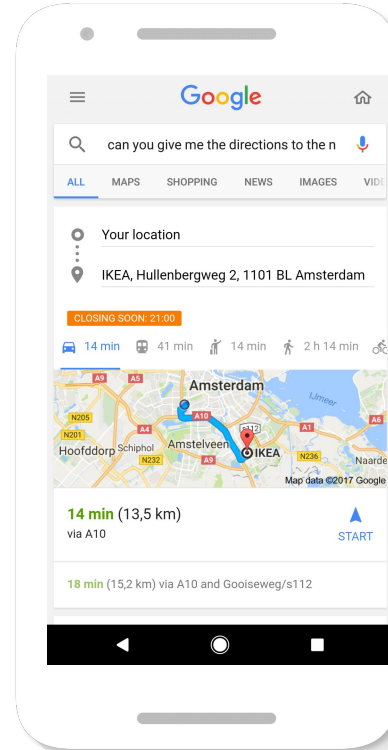 Google
can you give me the directions to the n
ALL MAPS SHOPPING NEWS IMAGES VIDE
Your location
IKEA, Hullenbergweg 2, 1101 BL Amsterdam
CLOSING SOON: 21:00
14 min 41 min 14 min 2 h 14 min
A9 A5
Amsterdam
IJmeer
N205
A10
A6
N201
A4
s112
A1
Hoofddorp Schiphol Amstelveen
IKEA
N232
A9
N236
Naarde
Map data ©2017 Google
14 min (13,5 km)
via A10
START
18 min (15,2 km) via A10 and Gooiseweg/s112